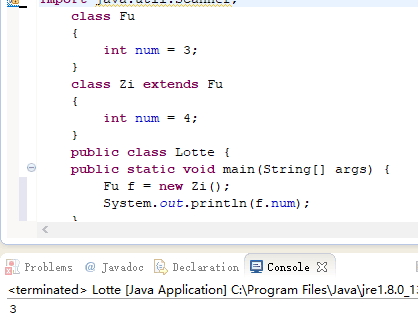 import java.util.Scanner;
class Fu
{
int num = 3;
}
class Zi extends Fu
{
int num = 4;
}
public class Lotte {
public static void main(String[] args) {
Fu f = new Zi();
System.out.println(f.num);
}
Problems @ Javadoc Declaration Console
<terminated> Lotte [Java Application] C:\Program Files\Java\jre1.8.0_13
3